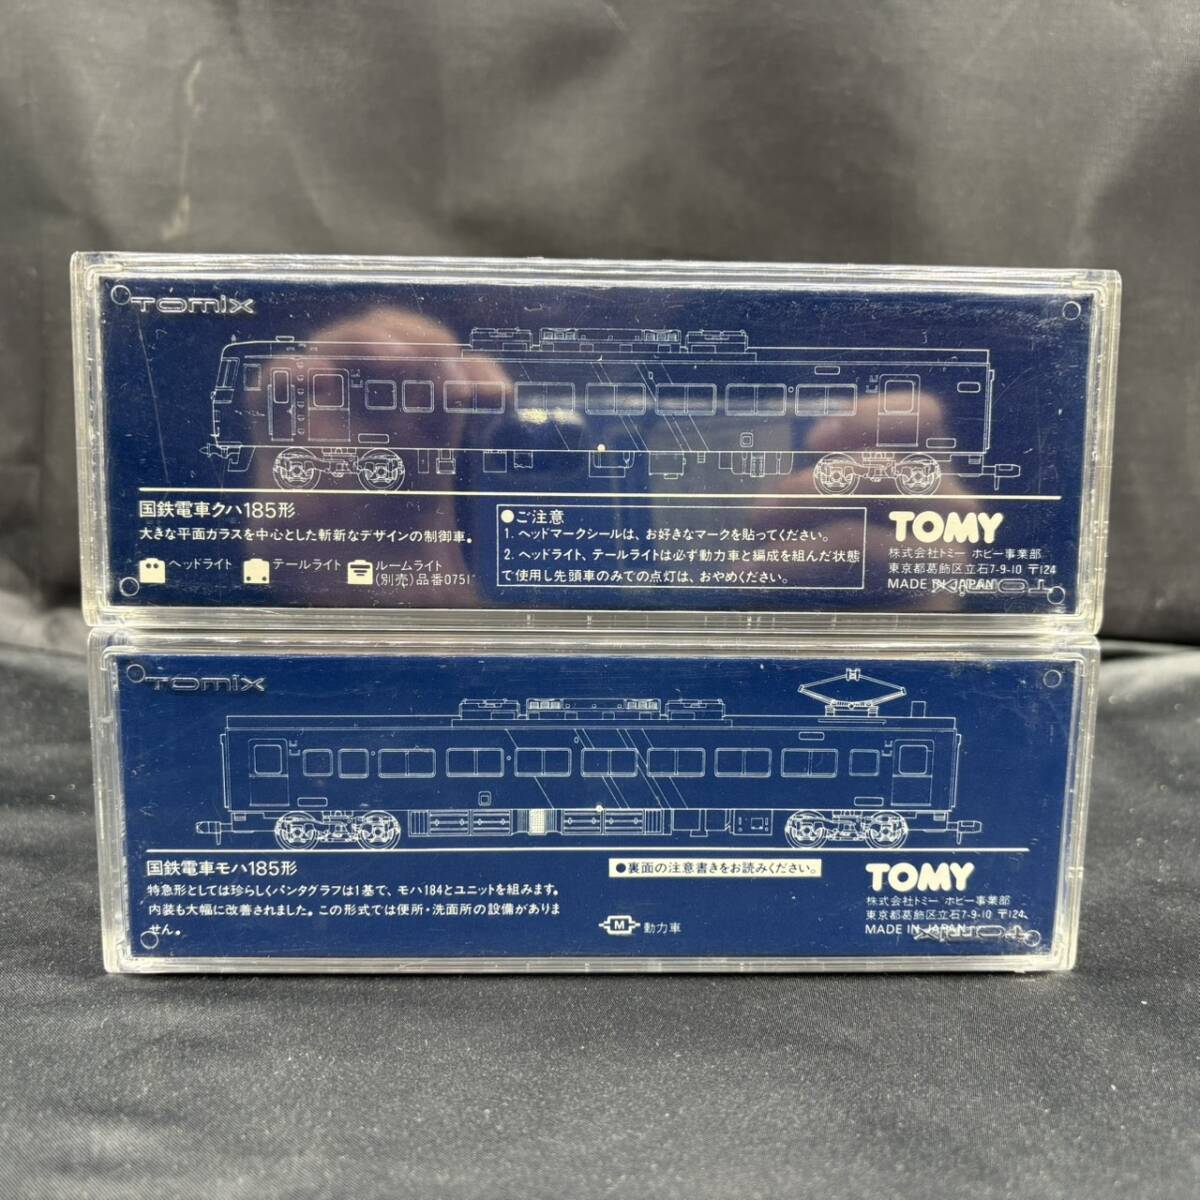 TOMIX
国鉄電車クハ185形
大きな平面ガラスを中心とした斬新なデザインの制御車。
ヘッドライト テールライト ルームライト
(別売)品番0751
●ご注意
1. ヘッドマークシールは、お好きなマークを貼ってください。
2. ヘッドライト、テールライトは必ず動力車と編成を組んだ状態
で使用し先頭車のみでの点灯は、おやめください。
TOMY
株式会社トミー ホビー事業部
東京都葛飾区立石7-9-10 〒124
MADE IN JAPAN
TOMIX
TOMIX
国鉄電車モハ185形
特急形としては珍らしくパンタグラフは1基で、モハ184とユニットを組みます。
内装も大幅に改善されました。この形式では便所・洗面所の設備がありま
せん。
●裏面の注意書きをお読みください。
M 動力車
TOMY
株式会社トミー ホビー事業部
東京都葛飾区立石7-9-10 〒124
MADE IN JAPAN
TOMIX